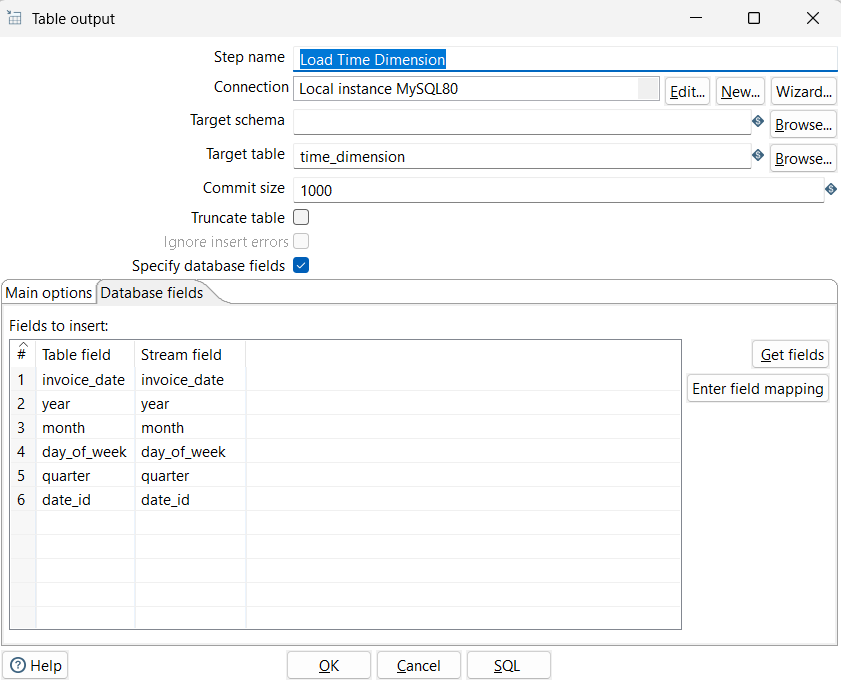 Table output
Step name Load Time Dimension
Connection Local instance MySQL80 Edit... New... Wizard...
Target schema Browse...
Target table time_dimension Browse...
Commit size 1000
Truncate table
Ignore insert errors
Specify database fields
Main options Database fields
Fields to insert:
# Table field Stream field Get fields
1 invoice_date invoice_date Enter field mapping
2 year year
3 month month
4 day_of_week day_of_week
5 quarter quarter
6 date_id date_id
Help OK Cancel SQL